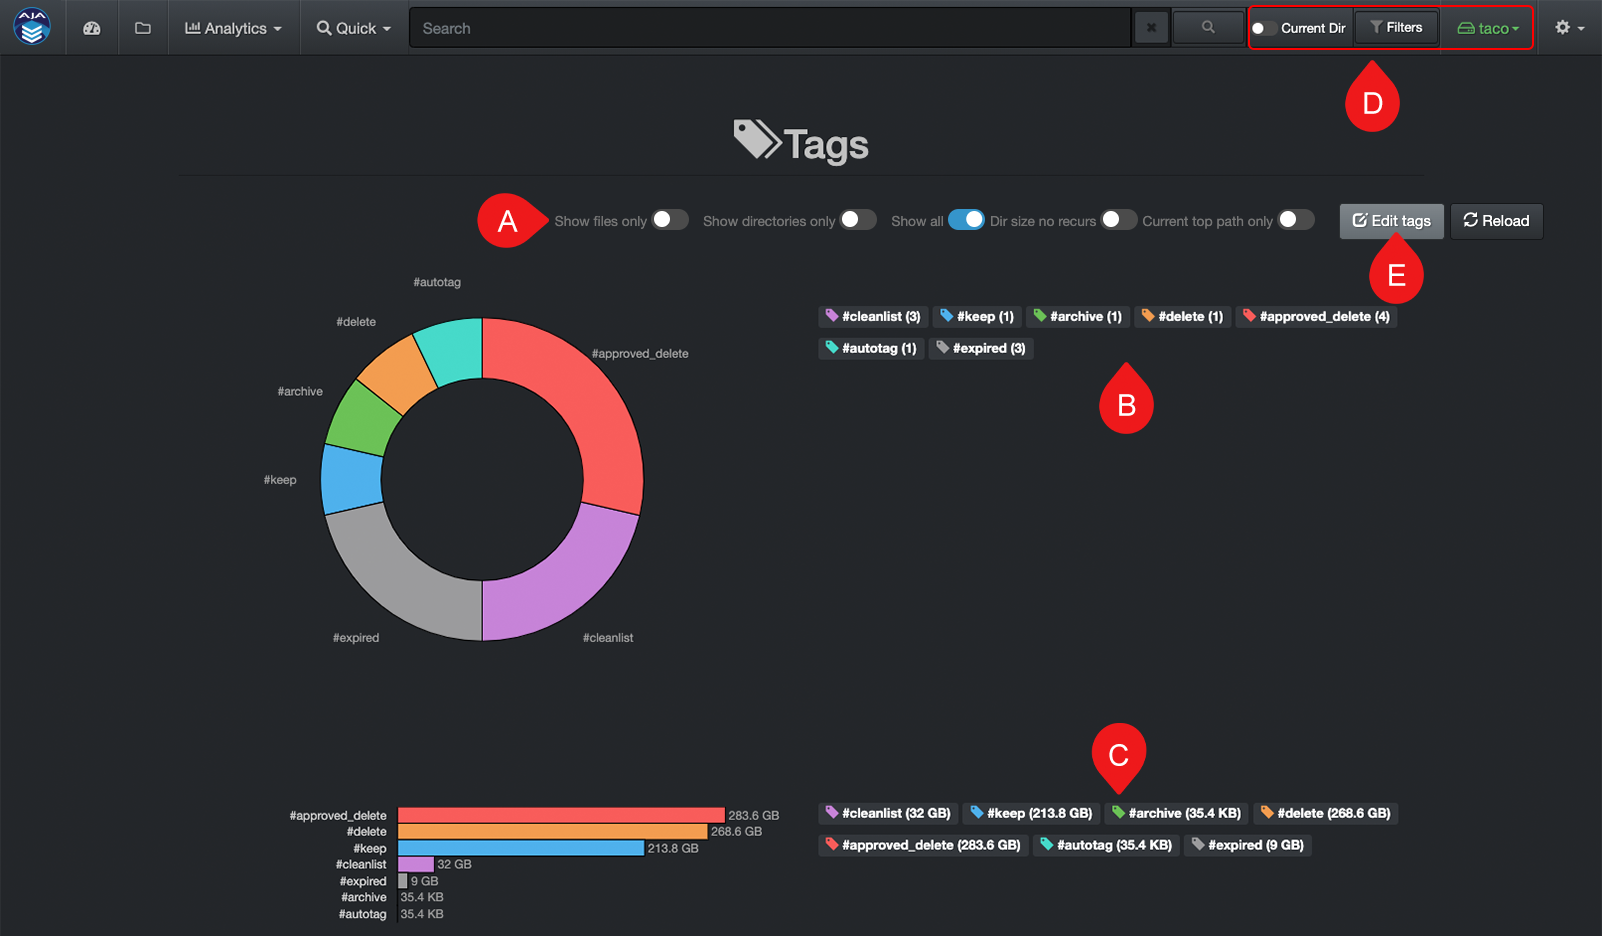 AJA Analytics Quick Search Current Dir Filters taco
D
Tags
A Show files only Show directories only Show all Dir size no recurs Current top path only Edit tags Reload
E
#autotag
#delete
#approved_delete
#archive
#keep
#expired
#cleanlist
#cleanlist (3) #keep (1) #archive (1) #delete (1) #approved_delete (4)
#autotag (1) #expired (3)
B
C
#approved_delete 283.6 GB
#delete 268.6 GB
#keep 213.8 GB
#cleanlist 32 GB
#expired 9 GB
#archive 35.4 KB
#autotag 35.4 KB
#cleanlist (32 GB) #keep (213.8 GB) #archive (35.4 KB) #delete (268.6 GB)
#approved_delete (283.6 GB) #autotag (35.4 KB) #expired (9 GB)